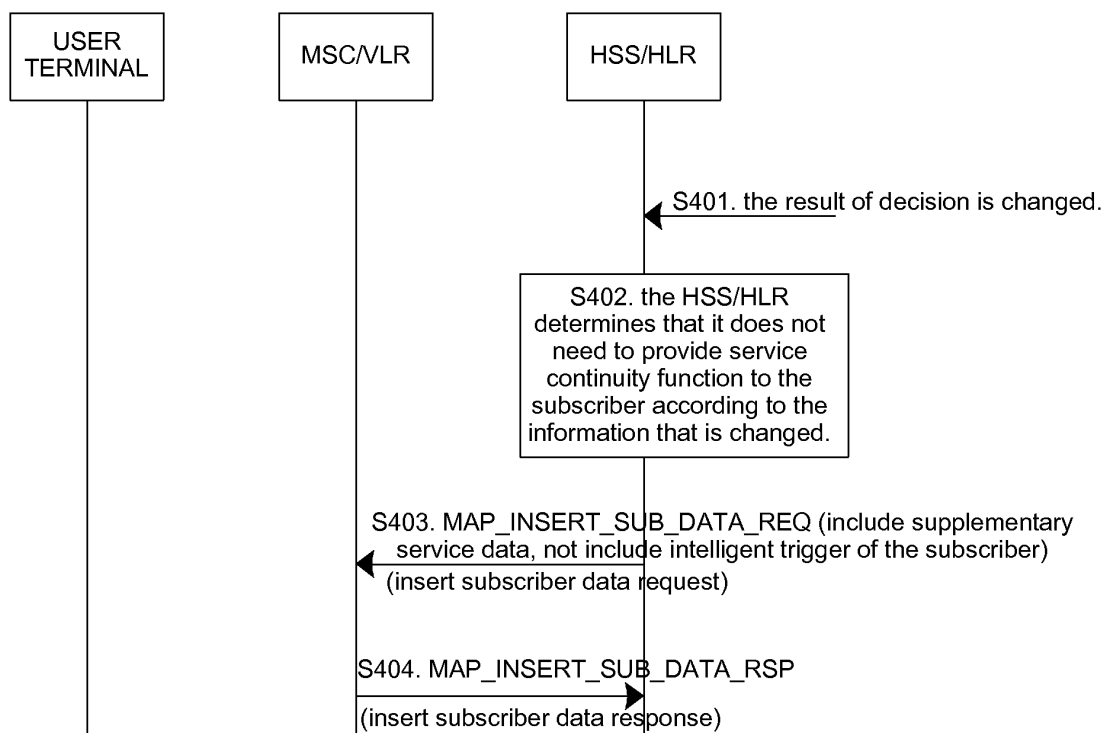 USER
TERMINAL
MSC/VLR
HSS/HLR
S401. the result of decision is changed.
S402. the HSS/HLR
determines that it does not
need to provide service
continuity function to the
subscriber according to the
information that is changed.
S403. MAP_INSERT_SUB_DATA_REQ (include supplementary
service data, not include intelligent trigger of the subscriber)
(insert subscriber data request)
S404. MAP_INSERT_SUB_DATA_RSP
(insert subscriber data response)